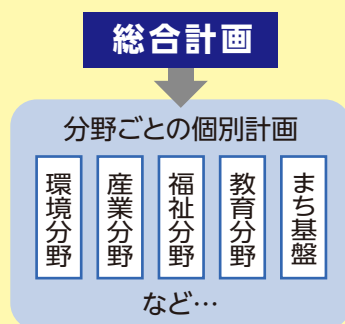 総合計画
分野ごとの個別計画
環境分野
産業分野
福祉分野
教育分野
まち基盤
など…